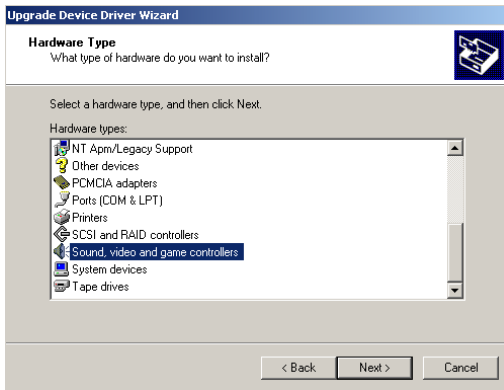 Upgrade Device Driver Wizard
Hardware Type
What type of hardware do you want to install?
Select a hardware type, and then click Next.
Hardware types:
NT Apm/Legacy Support
Other devices
PCMCIA adapters
Ports (COM & LPT)
Printers
SCSI and RAID controllers
Sound, video and game controllers
System devices
Tape drives
< Back
Next >
Cancel